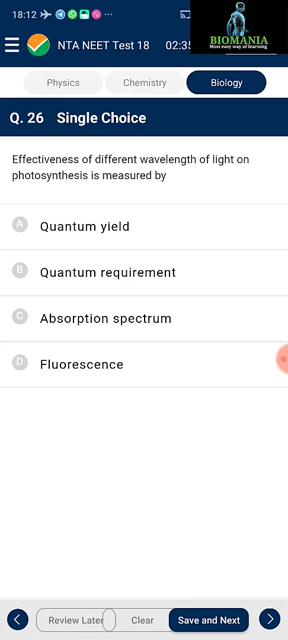 18:12
NTA NEET Test 18 02:35
BIOMANIA
Most easy way of learning
Physics Chemistry Biology
Q. 26 Single Choice
Effectiveness of different wavelength of light on
photosynthesis is measured by
A Quantum yield
B Quantum requirement
C Absorption spectrum
D Fluorescence
Review Later Clear Save and Next